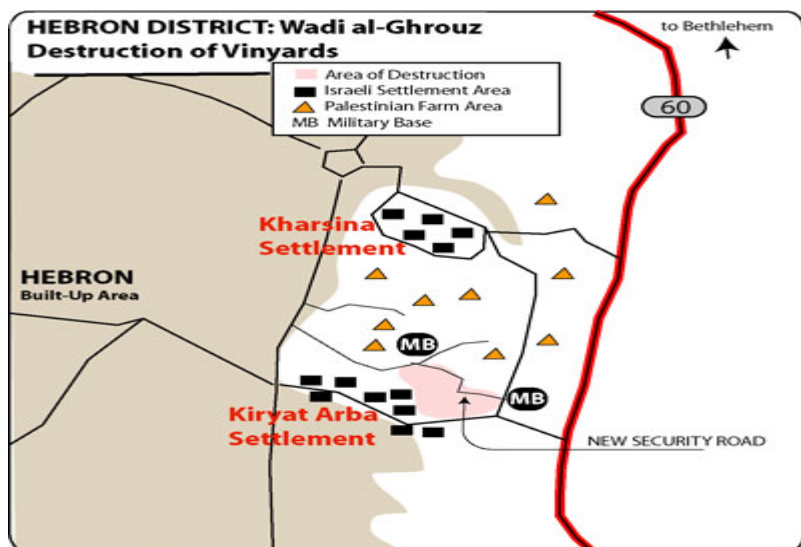 HEBRON DISTRICT: Wadi al-Ghrouz
Destruction of Vinyards
to Bethlehem
Area of Destruction
Israeli Settlement Area
Palestinian Farm Area
MB Military Base
60
Kharsina
Settlement
HEBRON
Built-Up Area
MB
MB
Kiryat Arba
Settlement
NEW SECURITY ROAD